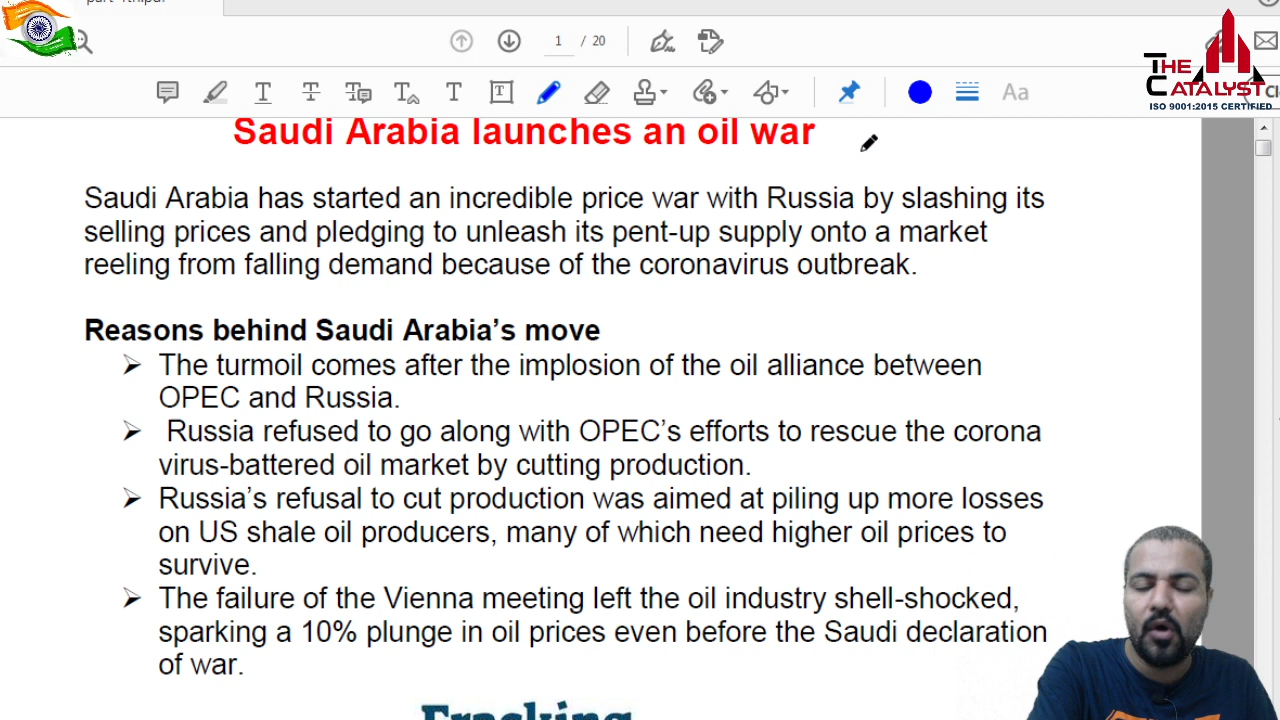 1 / 20
THE
CATALYST
ISO 9001:2015 CERTIFIED
Aa
Saudi Arabia launches an oil war
Saudi Arabia has started an incredible price war with Russia by slashing its
selling prices and pledging to unleash its pent-up supply onto a market
reeling from falling demand because of the coronavirus outbreak.
Reasons behind Saudi Arabia's move
➢ The turmoil comes after the implosion of the oil alliance between
OPEC and Russia.
➢ Russia refused to go along with OPEC's efforts to rescue the corona
virus-battered oil market by cutting production.
➢ Russia's refusal to cut production was aimed at piling up more losses
on US shale oil producers, many of which need higher oil prices to
survive.
➢ The failure of the Vienna meeting left the oil industry shell-shocked,
sparking a 10% plunge in oil prices even before the Saudi declaration
of war.
Fracking